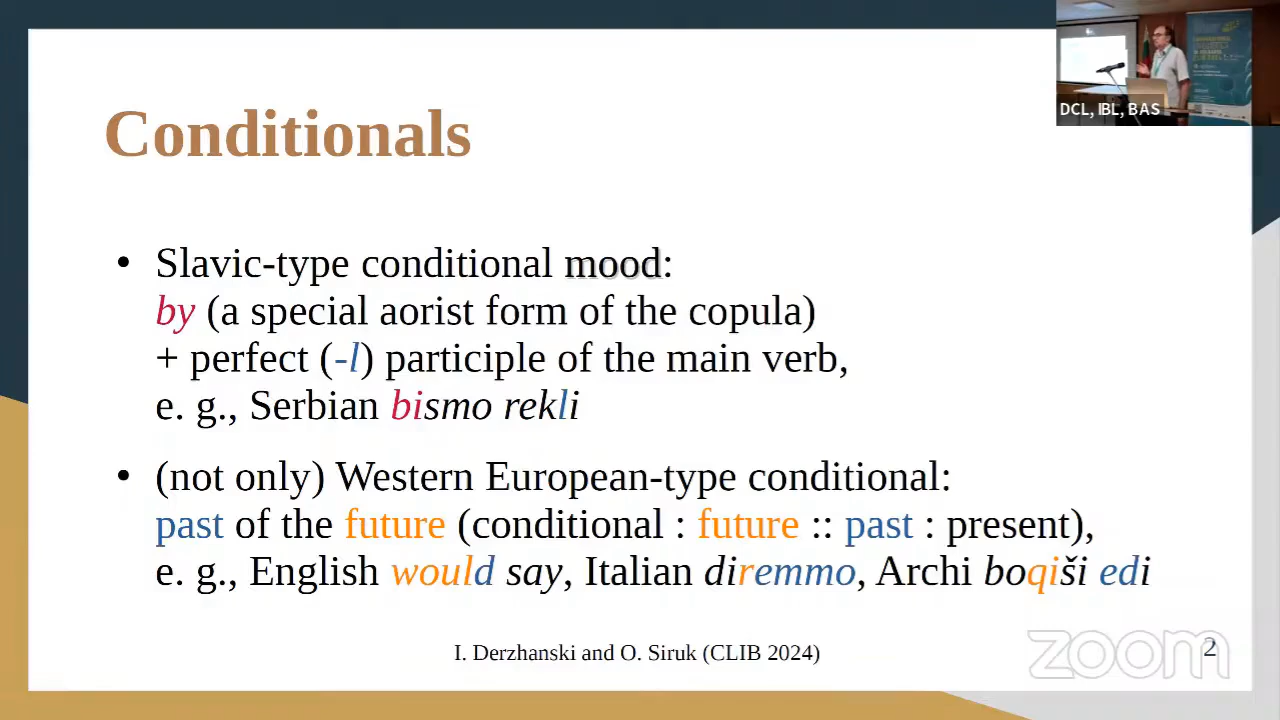 DCL, IBL, BAS
Conditionals
• Slavic-type conditional mood:
by (a special aorist form of the copula)
+ perfect (-l) participle of the main verb,
e. g., Serbian bismo rekli
• (not only) Western European-type conditional:
past of the future (conditional : future :: past : present),
e. g., English would say, Italian diremmo, Archi boqiši edi
I. Derzhanski and O. Siruk (CLIB 2024)
zoom
2